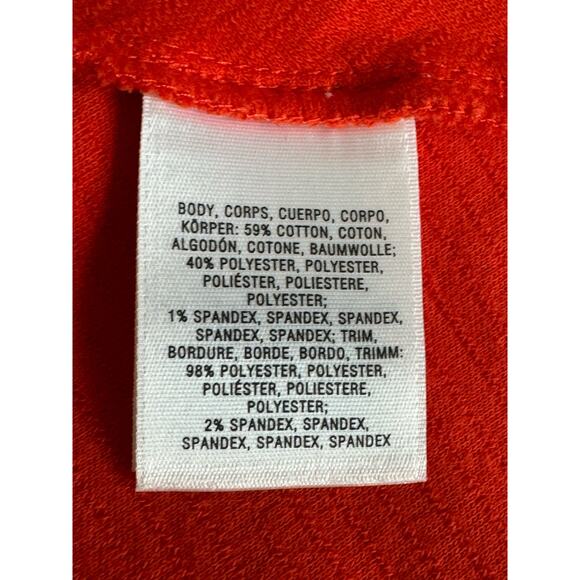 BODY, CORPS, CUERPO, CORPO,
KÖRPER: 59% COTTON, COTON,
ALGODÓN, COTONE, BAUMWOLLE;
40% POLYESTER, POLYESTER,
POLIÉSTER, POLIESTERE,
POLYESTER;
1% SPANDEX, SPANDEX, SPANDEX,
SPANDEX, SPANDEX; TRIM,
BORDURE, BORDE, BORDO, TRIMM:
98% POLYESTER, POLYESTER,
POLIÉSTER, POLIESTERE,
POLYESTER;
2% SPANDEX, SPANDEX,
SPANDEX, SPANDEX, SPANDEX